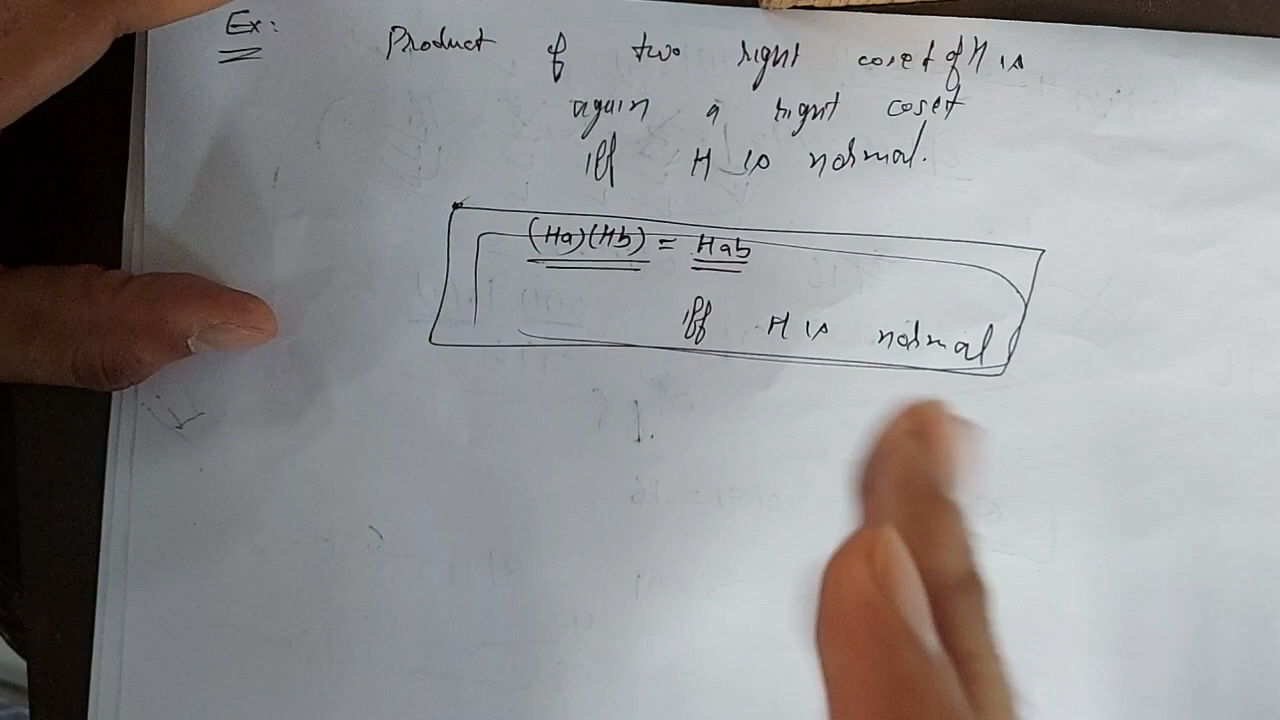 Ex:
Product of two right coset of H is
again a right coset
iff H is normal.
(Ha)(Hb) = Hab
iff H is normal